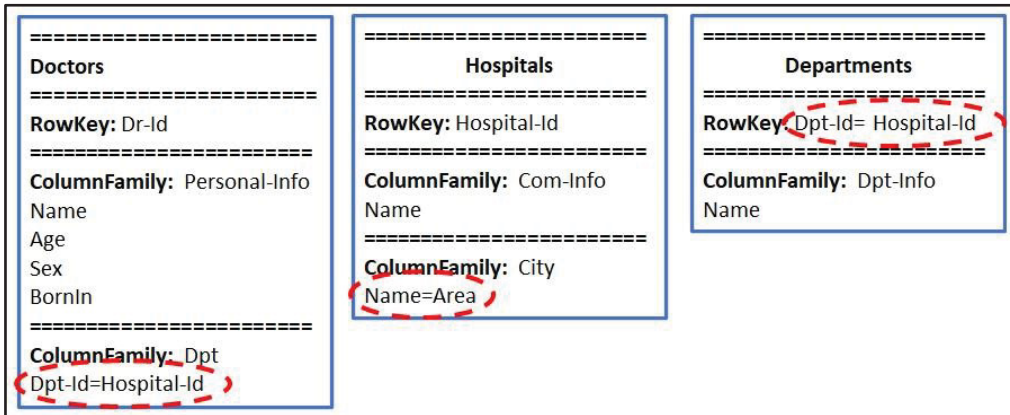 =========================
Doctors
=========================
RowKey: Dr-Id
=========================
ColumnFamily: Personal-Info
Name
Age
Sex
BornIn
=========================
ColumnFamily: Dpt
Dpt-Id=Hospital-Id
=========================
Hospitals
=========================
RowKey: Hospital-Id
=========================
ColumnFamily: Com-Info
Name
=========================
ColumnFamily: City
Name=Area
=========================
Departments
=========================
RowKey: Dpt-Id= Hospital-Id
=========================
ColumnFamily: Dpt-Info
Name